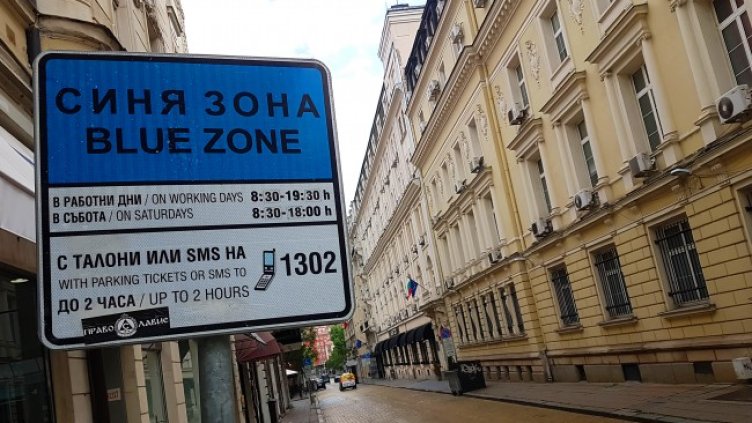 СИНЯ ЗОНА
BLUE ZONE
В РАБОТНИ ДНИ / ON WORKING DAYS 8:30-19:30 h
В СЪБОТА / ON SATURDAYS 8:30-18:00 h
С ТАЛОНИ ИЛИ SMS НА
WITH PARKING TICKETS OR SMS TO
1302
ДО 2 ЧАСА / UP TO 2 HOURS
ПРАВОСЛАВИЕ